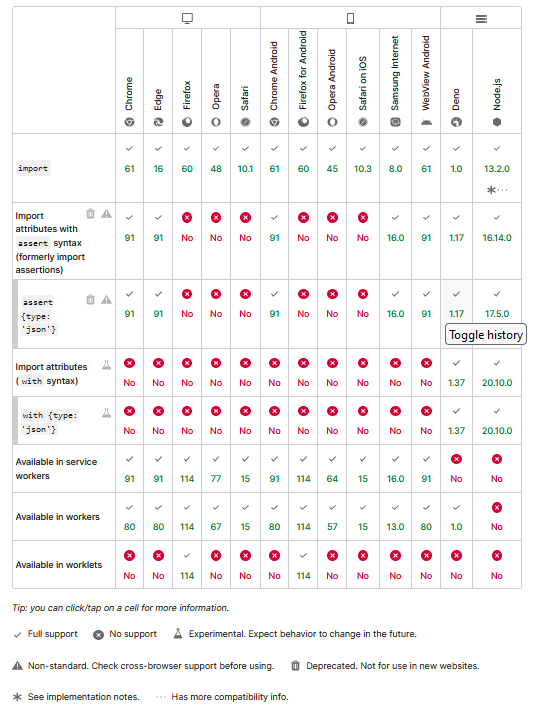 Chrome Edge Firefox Opera Safari Chrome Android Firefox for Android Opera Android Safari on iOS Samsung Internet WebView Android Deno Node.js
import 61 16 60 48 10.1 61 60 45 10.3 8.0 61 1.0 13.2.0
Import
attributes with
assert syntax
(formerly import
assertions)
91 91 No No No 91 No No No 16.0 91 1.17 16.14.0
assert
{type:
'json'}
91 91 No No No 91 No No No 16.0 91 1.17 17.5.0
Toggle history
Import attributes
(with syntax)
No No No No No No No No No No No 1.37 20.10.0
with {type:
'json'}
No No No No No No No No No No No 1.37 20.10.0
Available in service
workers
91 91 114 77 15 91 114 64 15 16.0 91 No No
Available in workers 80 80 114 67 15 80 114 57 15 13.0 80 1.0 No
Available in worklets No No 114 No No No 114 No No No No No No
Tip: you can click/tap on a cell for more information.
Full support No support Experimental. Expect behavior to change in the future.
Non-standard. Check cross-browser support before using. Deprecated. Not for use in new websites.
See implementation notes. Has more compatibility info.